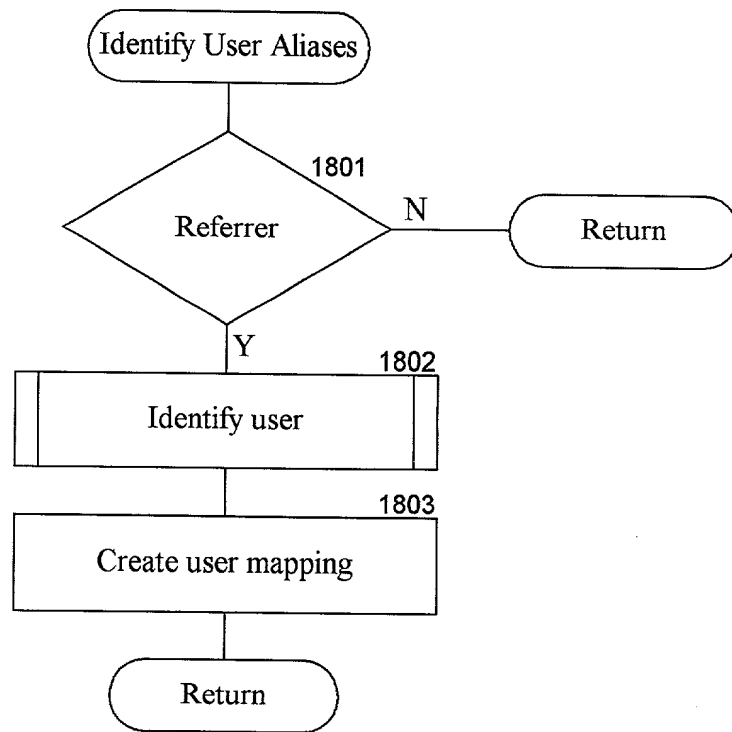 Identify User Aliases
1801
Referrer
N
Return
Y
1802
Identify user
1803
Create user mapping
Return